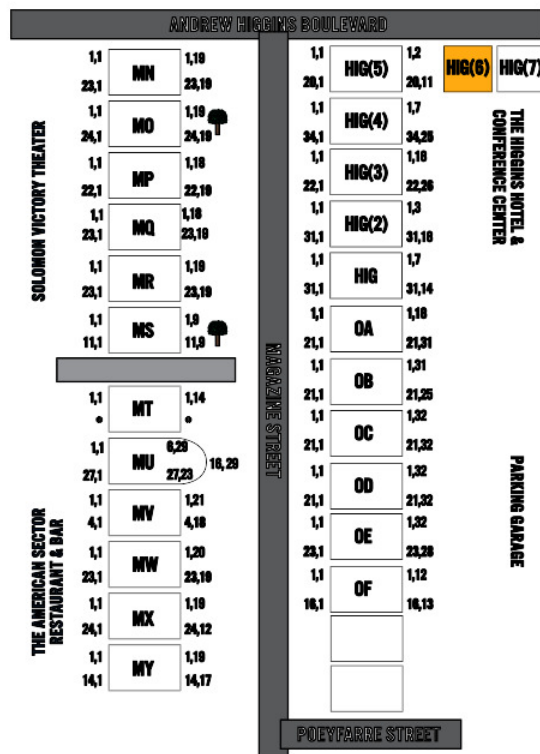 ANDREW HIGGINS BOULEVARD
1,1 MN 1,19
23,1 23,19
1,1 MO 1,19
24,1 24,19
1,1 MP 1,18
22,1 22,19
1,1 MQ 1,18
23,1 23,19
1,1 MR 1,19
23,1 23,19
1,1 MS 1,9
11,1 11,9
SOLOMON VICTORY THEATER
1,1 MT 1,14
* *
1,1 MU 6,29
27,1 27,23 16,29
1,1 MV 1,21
4,1 4,18
1,1 MW 1,20
23,1 23,19
1,1 MX 1,19
24,1 24,12
1,1 MY 1,19
14,1 14,17
THE AMERICAN SECTOR
RESTAURANT & BAR
MAGAZINE STREET
1,1 HIG(5) 1,2
20,1 20,11
HIG(6) HIG(7)
1,1 HIG(4) 1,7
34,1 34,25
1,1 HIG(3) 1,18
22,1 22,26
1,1 HIG(2) 1,3
31,1 31,16
1,1 HIG 1,7
31,1 31,14
1,1 OA 1,18
21,1 21,31
1,1 OB 1,31
21,1 21,25
1,1 OC 1,32
21,1 21,32
1,1 OD 1,32
21,1 21,32
1,1 OE 1,32
23,1 23,28
1,1 OF 1,12
16,1 16,13
THE HIGGINS HOTEL &
CONFERENCE CENTER
PARKING GARAGE
POEYFARRE STREET